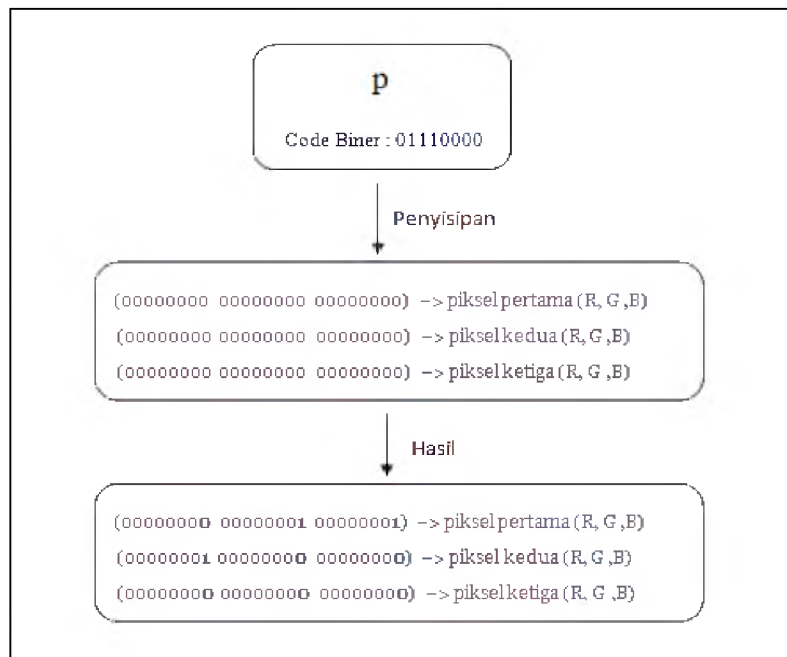 p
Code Biner : 01110000
Penyisipan
(00000000 00000000 00000000) -> piksel pertama (R, G ,B)
(00000000 00000000 00000000) -> piksel kedua (R, G ,B)
(00000000 00000000 00000000) -> piksel ketiga (R, G ,B)
Hasil
(00000000 00000001 00000001) -> piksel pertama (R, G ,B)
(00000001 00000000 00000000) -> piksel kedua (R, G ,B)
(00000000 00000000 00000000) -> piksel ketiga (R, G ,B)